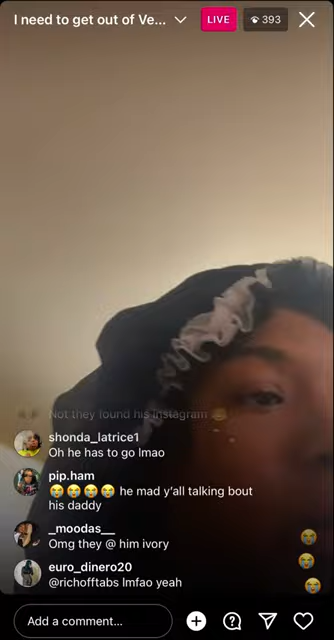 I need to get out of Ve...
LIVE
393
Not they found his Instagram 😂
shonda_latrice1
Oh he has to go lmao
pip.ham
😭😭😭😭 he mad y'all talking bout
his daddy
_moodas__
Omg they @ him ivory
euro_dinero20
@richofftabs lmfao yeah
Add a comment...